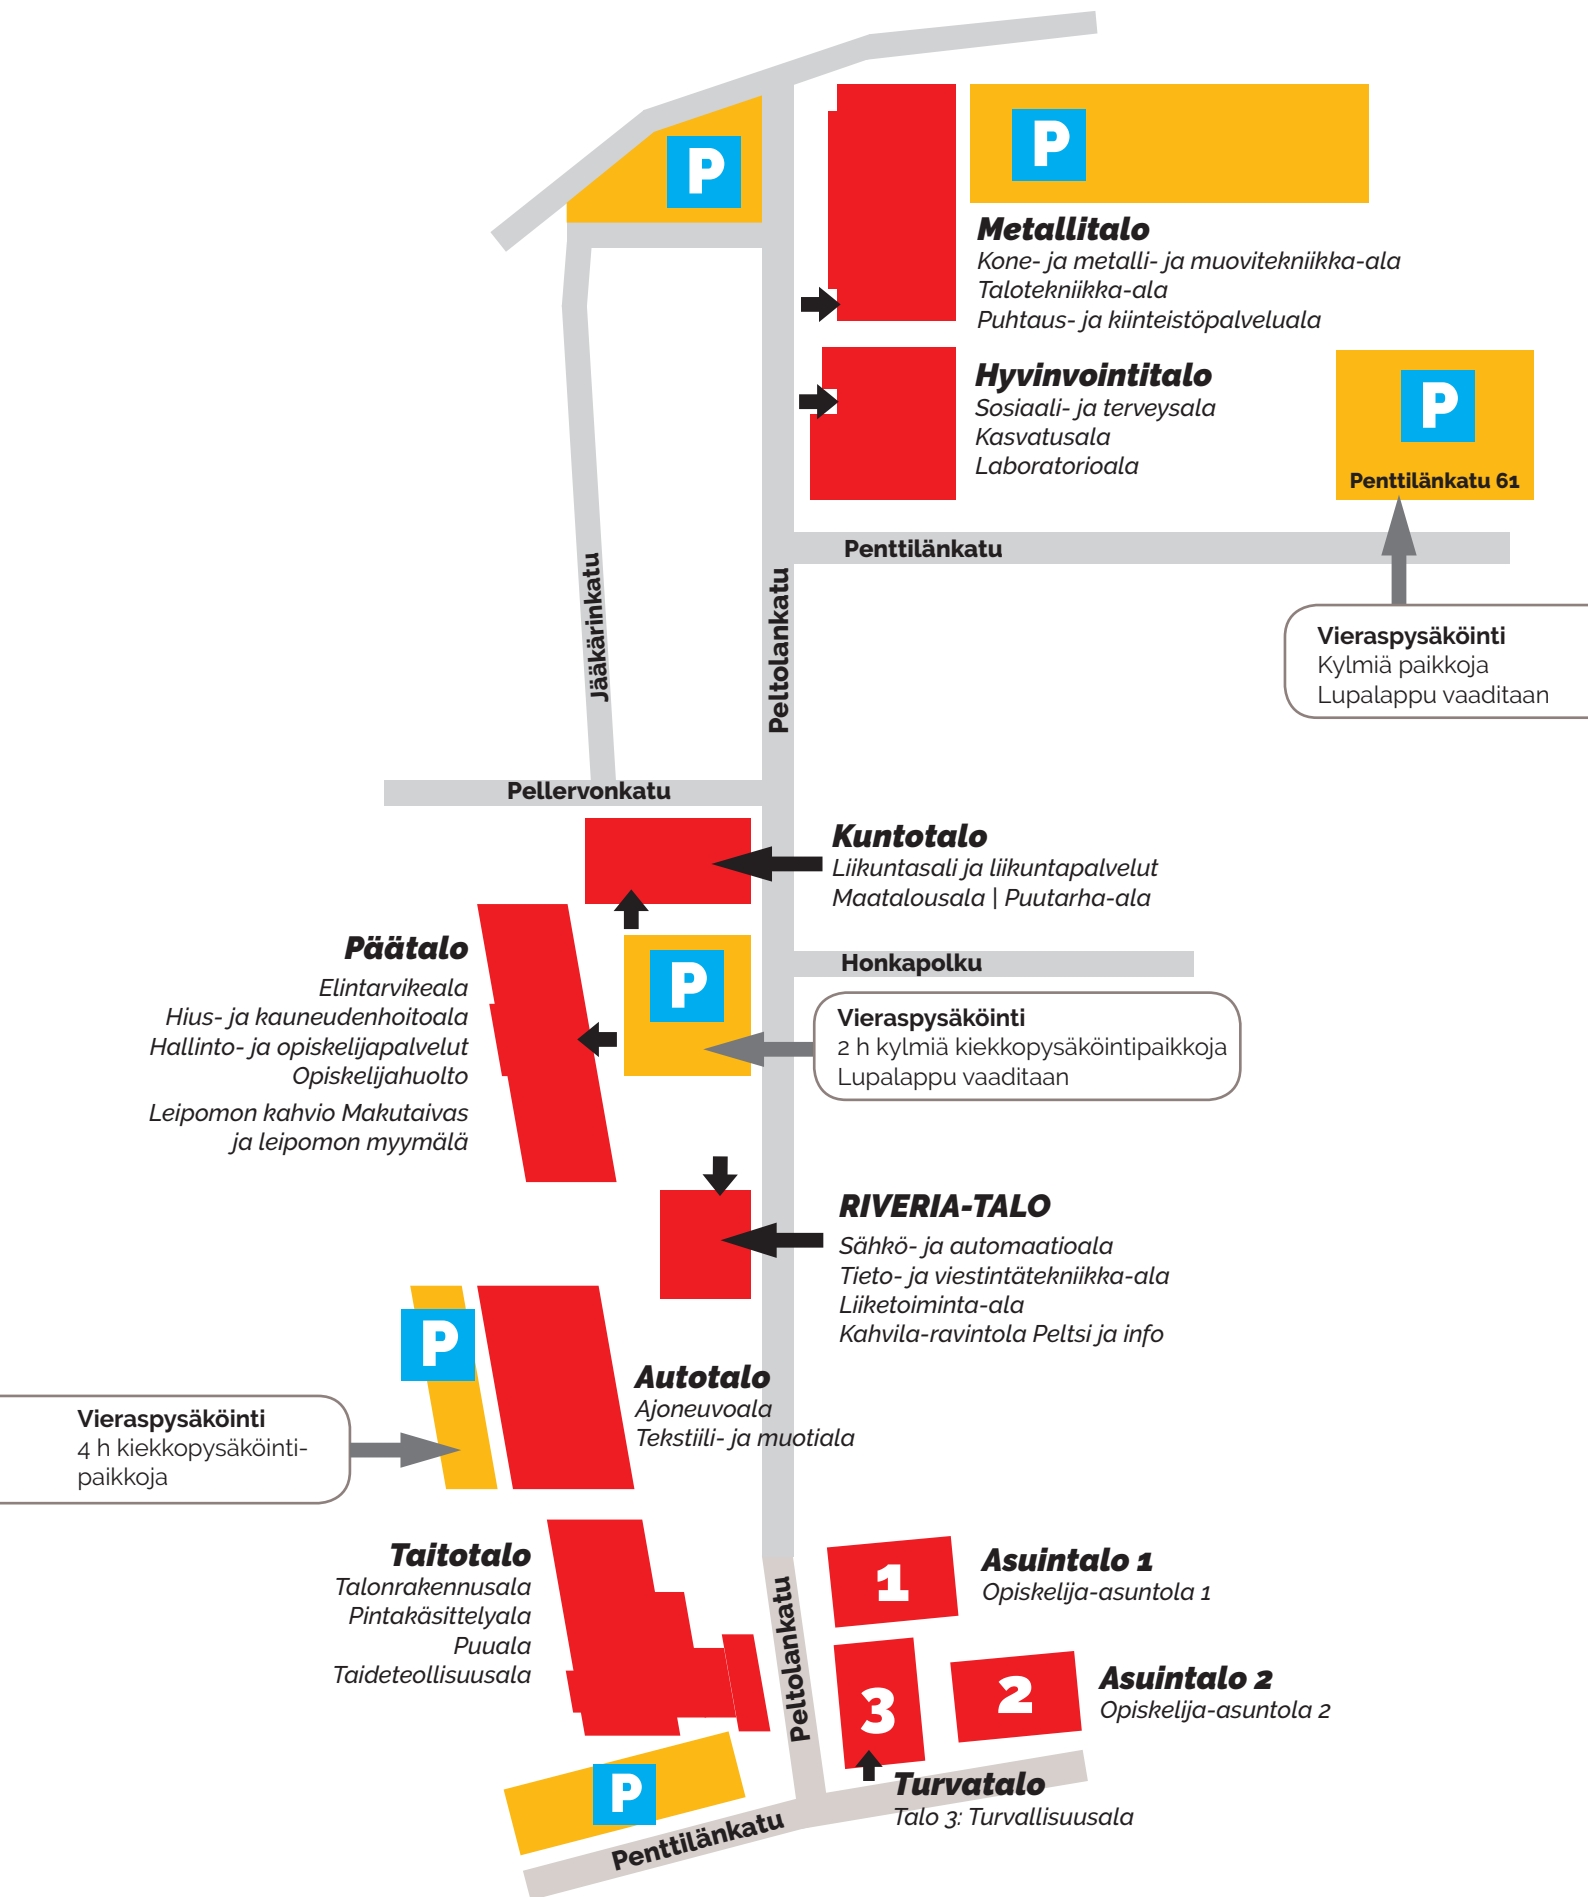 P
P
Metallitalo
Kone- ja metalli- ja muovitekniikka-ala
Talotekniikka-ala
Puhtaus- ja kiinteistöpalveluala
Hyvinvointitalo
Sosiaali- ja terveysala
Kasvatusala
Laboratorioala
P
Penttilänkatu 61
Penttilänkatu
Jääkärinkatu
Peltolankatu
Vieraspysäköinti
Kylmiä paikkoja
Lupalappu vaaditaan
Pellervonkatu
Kuntotalo
Liikuntasali ja liikuntapalvelut
Maatalousala | Puutarha-ala
Päätalo
Elintarvikeala
Hius- ja kauneudenhoitoala
Hallinto- ja opiskelijapalvelut
Opiskelijahuolto
Leipomon kahvio Makutaivas
ja leipomon myymälä
P
Honkapolku
Vieraspysäköinti
2 h kylmiä kiekkopysäköintipaikkoja
Lupalappu vaaditaan
RIVERIA-TALO
Sähkö- ja automaatioala
Tieto- ja viestintätekniikka-ala
Liiketoiminta-ala
Kahvila-ravintola Peltsi ja info
P
Autotalo
Ajoneuvoala
Tekstiili- ja muotiala
Vieraspysäköinti
4 h kiekkopysäköinti-
paikkoja
Taitotalo
Talonrakennusala
Pintakäsittelyala
Puuala
Taideteollisuusala
Peltolankatu
1
Asuintalo 1
Opiskelija-asuntola 1
3
2
Asuintalo 2
Opiskelija-asuntola 2
P
Turvatalo
Talo 3: Turvallisuusala
Penttilänkatu